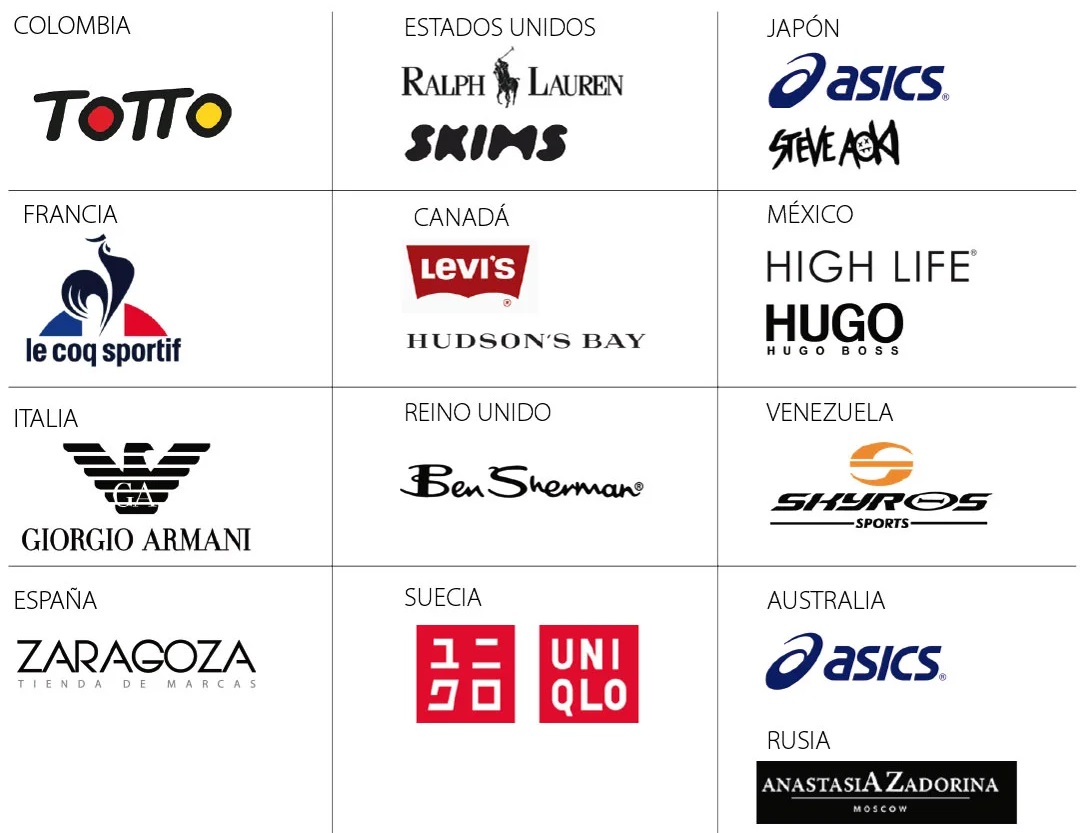 COLOMBIA
TOTTO
ESTADOS UNIDOS
RALPH LAUREN
SKIMS
JAPÓN
asics®
STEVE AOKI
FRANCIA
le coq sportif
CANADÁ
LEVI'S
®
HUDSON'S BAY
MÉXICO
HIGH LIFE®
HUGO
HUGO BOSS
ITALIA
GA
GIORGIO ARMANI
REINO UNIDO
Ben Sherman®
VENEZUELA
SKYROS
SPORTS
ESPAÑA
ZARAGOZA
TIENDA DE MARCAS
SUECIA
ユニ
クロ
UNI
QLO
AUSTRALIA
asics®
RUSIA
ANASTASIA ZADORINA
MOSCOW